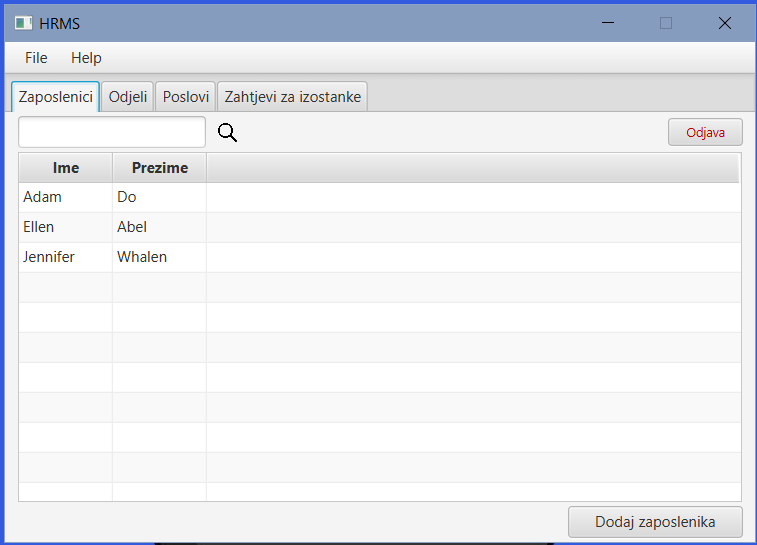 HRMS
File Help
Zaposlenici Odjeli Poslovi Zahtjevi za izostanke
Odjava
Ime Prezime
Adam Do
Ellen Abel
Jennifer Whalen
Dodaj zaposlenika